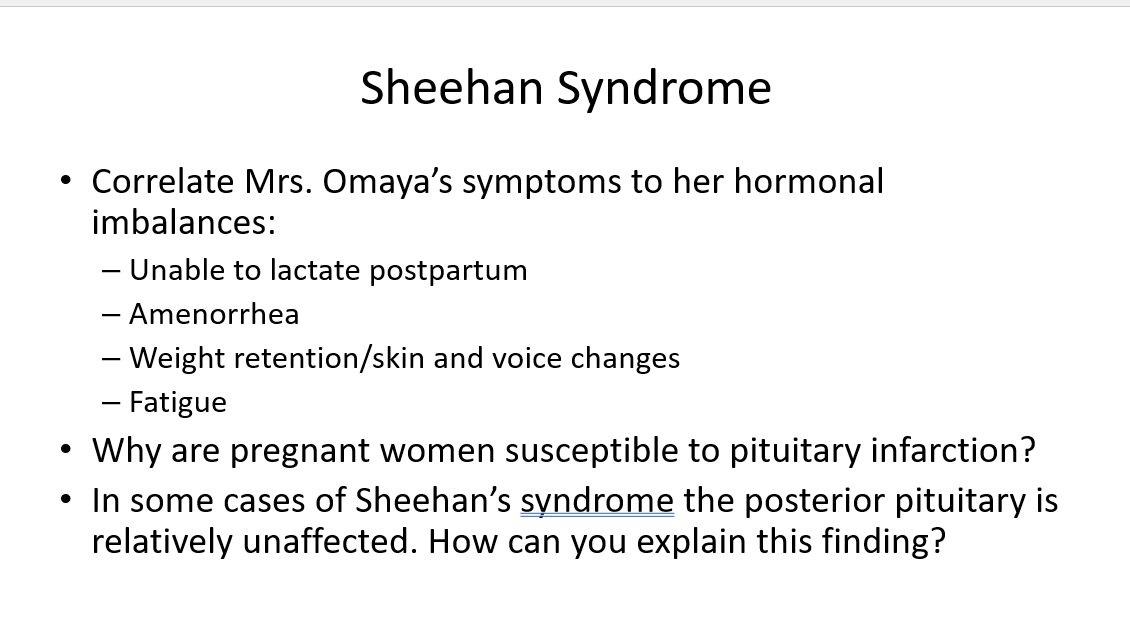 Sheehan Syndrome
• Correlate Mrs. Omaya’s symptoms to her hormonal
imbalances:
– Unable to lactate postpartum
– Amenorrhea
– Weight retention/skin and voice changes
– Fatigue
• Why are pregnant women susceptible to pituitary infarction?
• In some cases of Sheehan’s syndrome the posterior pituitary is
relatively unaffected. How can you explain this finding?